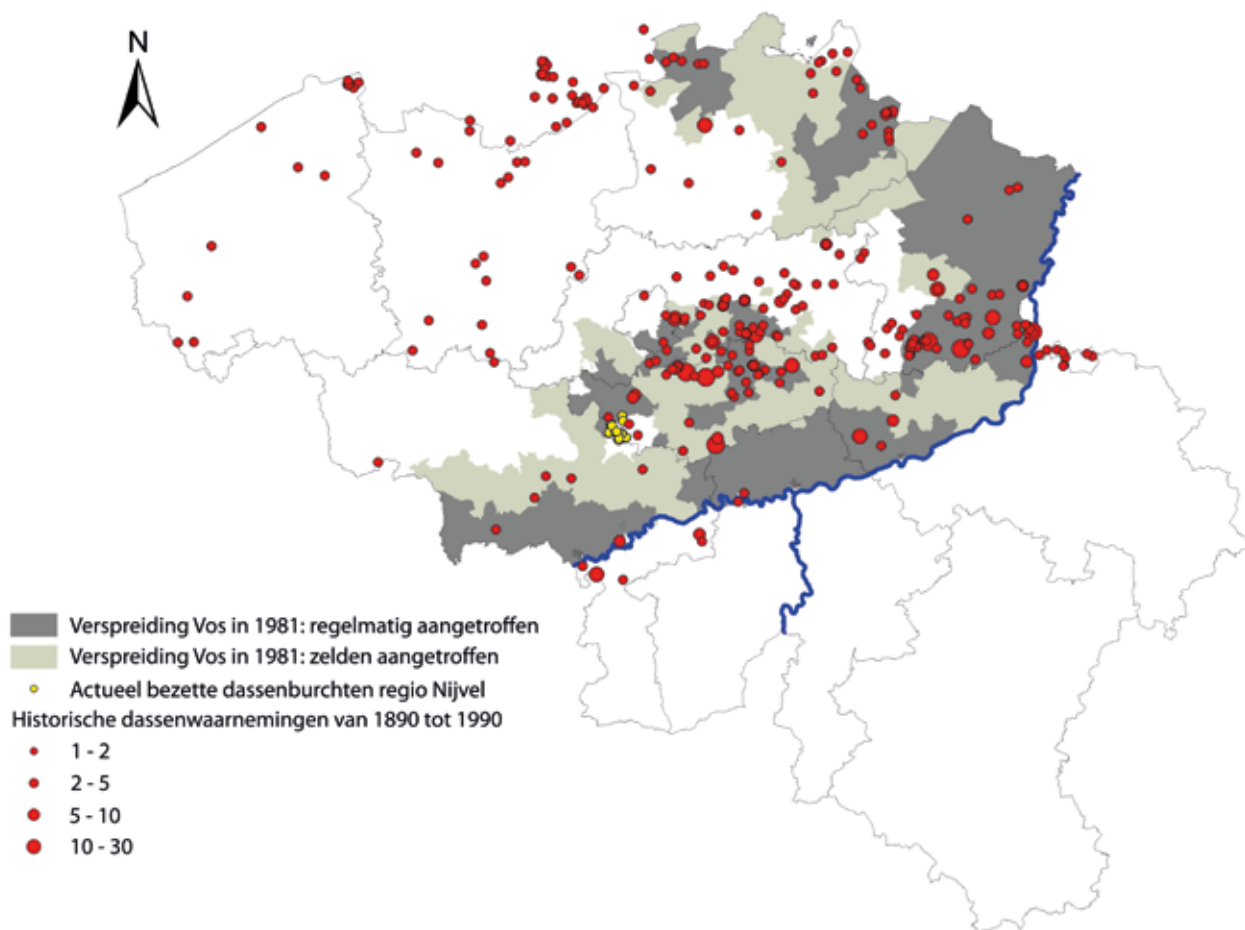 N
Verspreiding Vos in 1981: regelmatig aangetroffen
Verspreiding Vos in 1981: zelden aangetroffen
Actueel bezette dassenburchten regio Nijvel
Historische dassenwaarnemingen van 1890 tot 1990
1 - 2
2 - 5
5 - 10
10 - 30